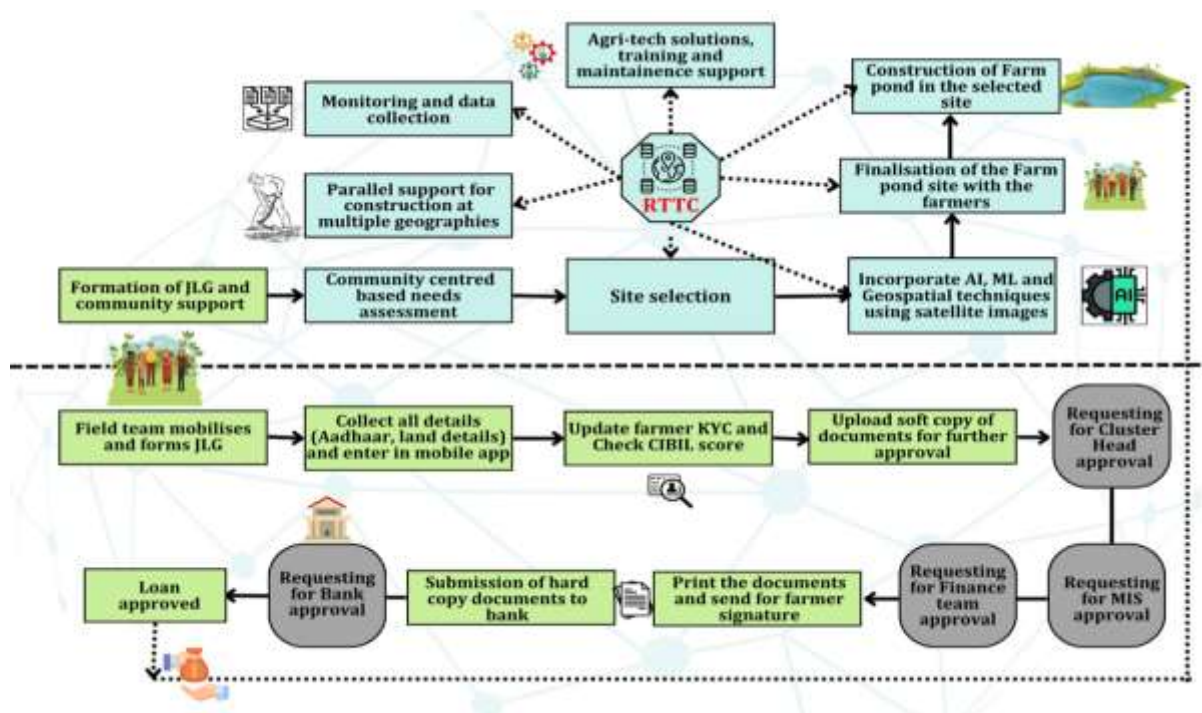 Agri-tech solutions,
training and
maintainence support
Monitoring and data
collection
Construction of Farm
pond in the selected
site
RTTC
Parallel support for
construction at
multiple geographies
Finalisation of the Farm
pond site with the
farmers
Formation of JLG and
community support
Community centred
based needs
assessment
Site selection
Incorporate AI, ML and
Geospatial techniques
using satellite images
AI
Field team mobilises
and forms JLG
Collect all details
(Aadhaar, land details)
and enter in mobile app
Update farmer KYC and
Check CIBIL score
Upload soft copy of
documents for further
approval
Requesting
for Cluster
Head
approval
Requesting
for MIS
approval
Requesting
for Finance
team
approval
Print the documents
and send for farmer
signature
Submission of hard
copy documents to
bank
Requesting
for Bank
approval
Loan
approved